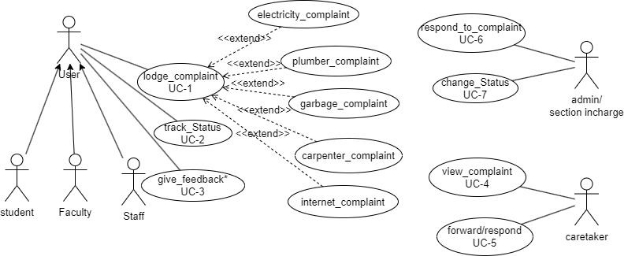 electricity_complaint
<<extend>>
respond_to_complaint
UC-6
User
lodge_complaint
UC-1
<<extend>>
plumber_complaint
<<extend>>
garbage_complaint
change_Status
UC-7
admin/
section incharge
<<extend>>
track_Status
UC-2
<<extend>>
carpenter_complaint
give_feedback*
UC-3
view_complaint
UC-4
internet_complaint
student
Faculty
Staff
forward/respond
UC-5
caretaker